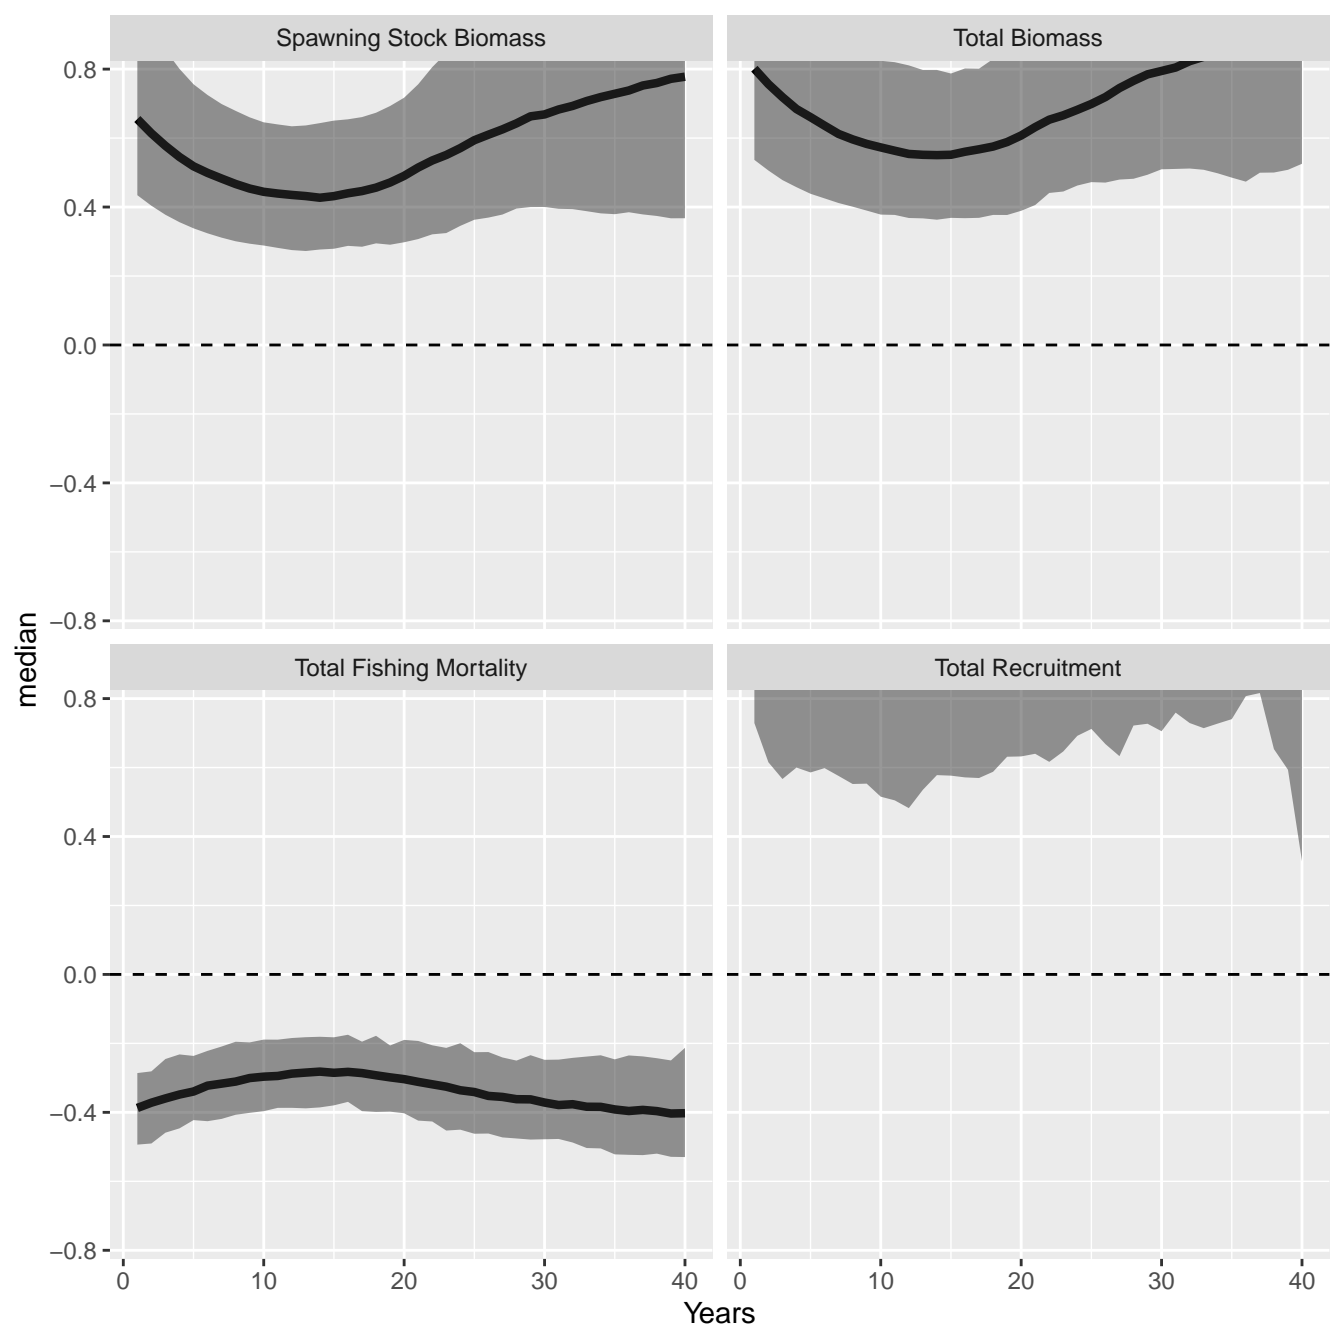 Spawning Stock Biomass
Total Biomass
0.8
0.4
0.0
−0.4
−0.8
median
Total Fishing Mortality
Total Recruitment
0.8
0.4
0.0
−0.4
−0.8
0 10 20 30 40
0 10 20 30 40
Years